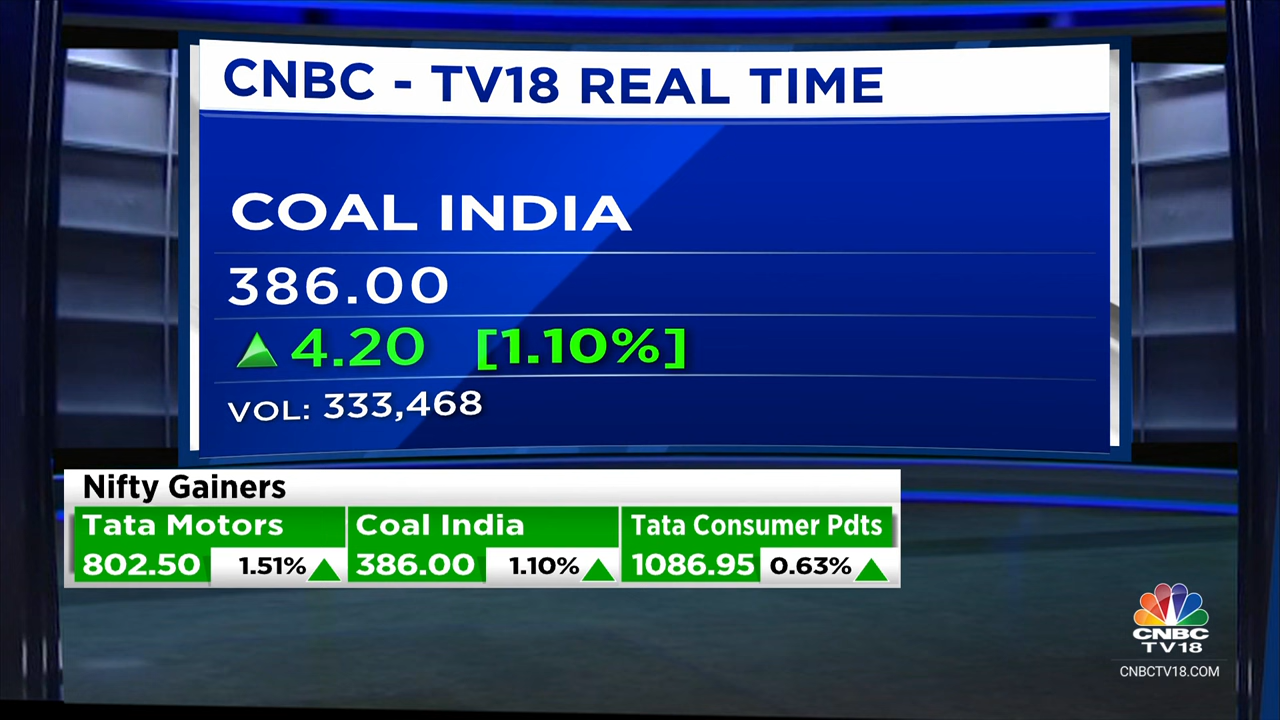 CNBC - TV18 REAL TIME
COAL INDIA
386.00
▲ 4.20 [1.10%]
VOL: 333,468
Nifty Gainers
Tata Motors
802.50 1.51% ▲
Coal India
386.00 1.10% ▲
Tata Consumer Pdts
1086.95 0.63% ▲
CNBC
TV18
CNBCTV18.COM